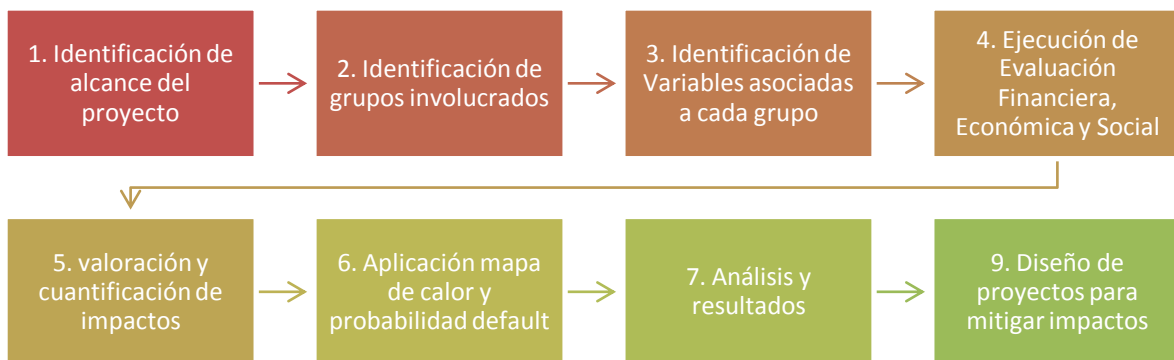 1. Identificación de
alcance del
proyecto
2. Identificación de
grupos involucrados
3. Identificación de
Variables asociadas
a cada grupo
4. Ejecución de
Evaluación
Financiera,
Económica y Social
5. valoración y
cuantificación de
impactos
6. Aplicación mapa
de calor y
probabilidad default
7. Análisis y
resultados
9. Diseño de
proyectos para
mitigar impactos